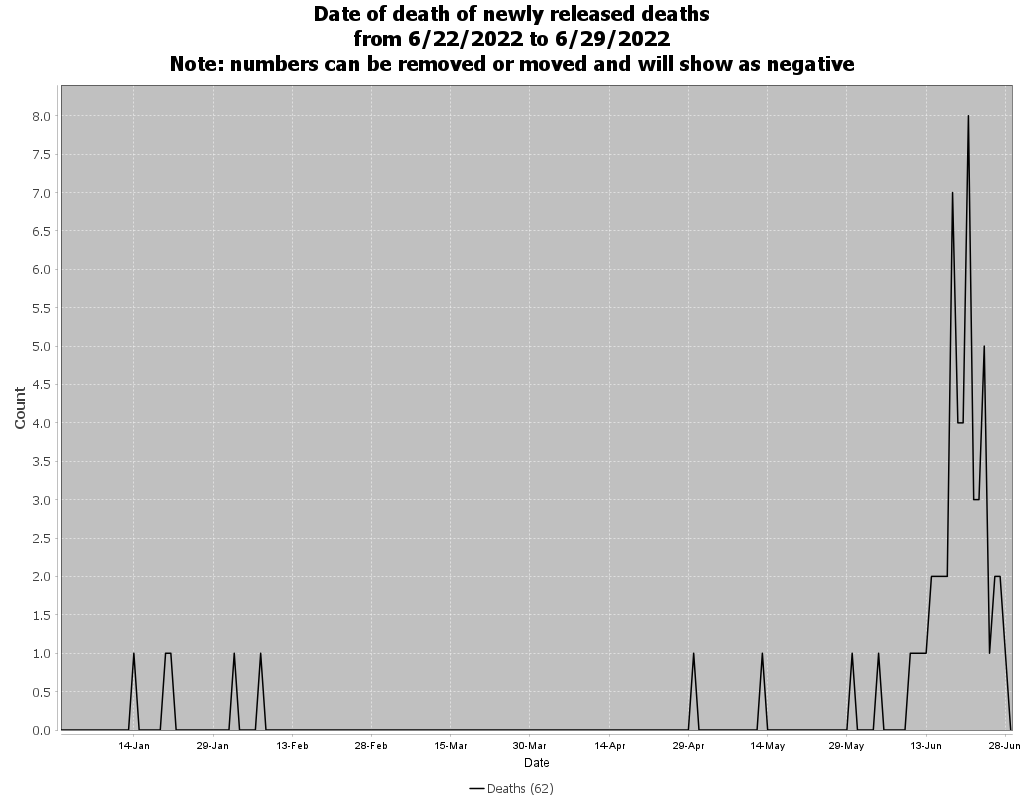 Date of death of newly released deaths
from 6/22/2022 to 6/29/2022
Note: numbers can be removed or moved and will show as negative
8.0
7.5
7.0
6.5
6.0
5.5
5.0
4.5
4.0
3.5
3.0
2.5
2.0
1.5
1.0
0.5
0.0
Count
14-Jan 29-Jan 13-Feb 28-Feb 15-Mar 30-Mar 14-Apr 29-Apr 14-May 29-May 13-Jun 28-Jun
Date
Deaths (62)